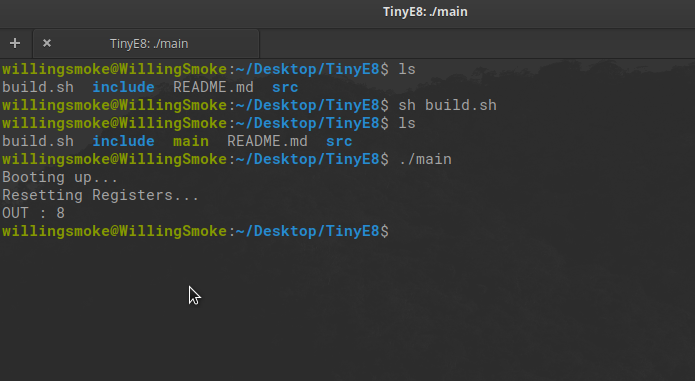 TinyE8: ./main
+ × TinyE8: ./main
willingsmoke@WillingSmoke:~/Desktop/TinyE8$ ls
build.sh include README.md src
willingsmoke@WillingSmoke:~/Desktop/TinyE8$ sh build.sh
willingsmoke@WillingSmoke:~/Desktop/TinyE8$ ls
build.sh include main README.md src
willingsmoke@WillingSmoke:~/Desktop/TinyE8$ ./main
Booting up...
Resetting Registers...
OUT : 8
willingsmoke@WillingSmoke:~/Desktop/TinyE8$